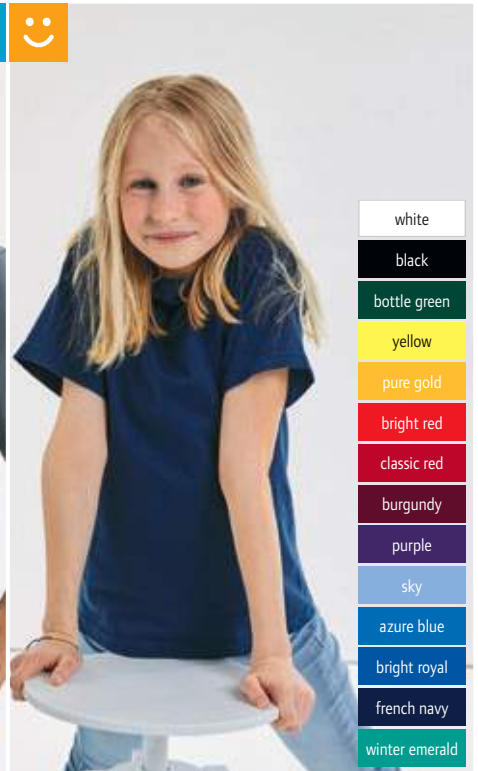 white
black
bottle green
yellow
pure gold
bright red
classic red
burgundy
purple
sky
azure blue
bright royal
french navy
winter emerald